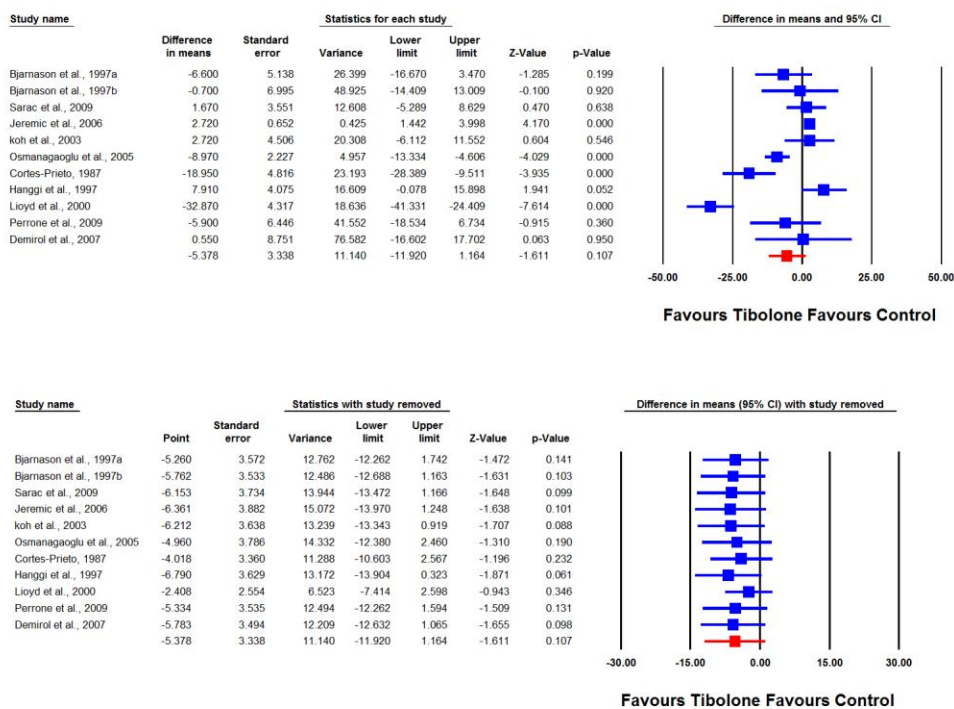 Study name Statistics for each study Difference in means and 95% CI
Difference in means Standard error Variance Lower limit Upper limit Z-Value p-Value
Bjarnason et al., 1997a -6.600 5.138 26.399 -16.670 3.470 -1.285 0.199
Bjarnason et al., 1997b -0.700 6.995 48.925 -14.409 13.009 -0.100 0.920
Sarac et al., 2009 1.670 3.551 12.608 -5.289 8.629 0.470 0.638
Jeremic et al., 2006 2.720 0.652 0.425 1.442 3.998 4.170 0.000
koh et al., 2003 2.720 4.506 20.308 -6.112 11.552 0.604 0.546
Osmanagaoglu et al., 2005 -8.970 2.227 4.957 -13.334 -4.606 -4.029 0.000
Cortes-Prieto, 1987 -18.950 4.816 23.193 -28.389 -9.511 -3.935 0.000
Hanggi et al., 1997 7.910 4.075 16.609 -0.078 15.898 1.941 0.052
Lioyd et al., 2000 -32.870 4.317 18.636 -41.331 -24.409 -7.614 0.000
Perrone et al., 2009 -5.900 6.446 41.552 -18.534 6.734 -0.915 0.360
Demirol et al., 2007 0.550 8.751 76.582 -16.602 17.702 0.063 0.950
-5.378 3.338 11.140 -11.920 1.164 -1.611 0.107
-50.00 -25.00 0.00 25.00 50.00
Favours Tibolone Favours Control
Study name Statistics with study removed Difference in means (95% CI) with study removed
Point Standard error Variance Lower limit Upper limit Z-Value p-Value
Bjarnason et al., 1997a -5.260 3.572 12.762 -12.262 1.742 -1.472 0.141
Bjarnason et al., 1997b -5.762 3.533 12.486 -12.688 1.163 -1.631 0.103
Sarac et al., 2009 -6.153 3.734 13.944 -13.472 1.166 -1.648 0.099
Jeremic et al., 2006 -6.361 3.882 15.072 -13.970 1.248 -1.638 0.101
koh et al., 2003 -6.212 3.638 13.239 -13.343 0.919 -1.707 0.088
Osmanagaoglu et al., 2005 -4.960 3.786 14.332 -12.380 2.460 -1.310 0.190
Cortes-Prieto, 1987 -4.018 3.360 11.288 -10.603 2.567 -1.196 0.232
Hanggi et al., 1997 -6.790 3.629 13.172 -13.904 0.323 -1.871 0.061
Lioyd et al., 2000 -2.408 2.554 6.523 -7.414 2.598 -0.943 0.346
Perrone et al., 2009 -5.334 3.535 12.494 -12.262 1.594 -1.509 0.131
Demirol et al., 2007 -5.783 3.494 12.209 -12.632 1.065 -1.655 0.098
-5.378 3.338 11.140 -11.920 1.164 -1.611 0.107
-30.00 -15.00 0.00 15.00 30.00
Favours Tibolone Favours Control